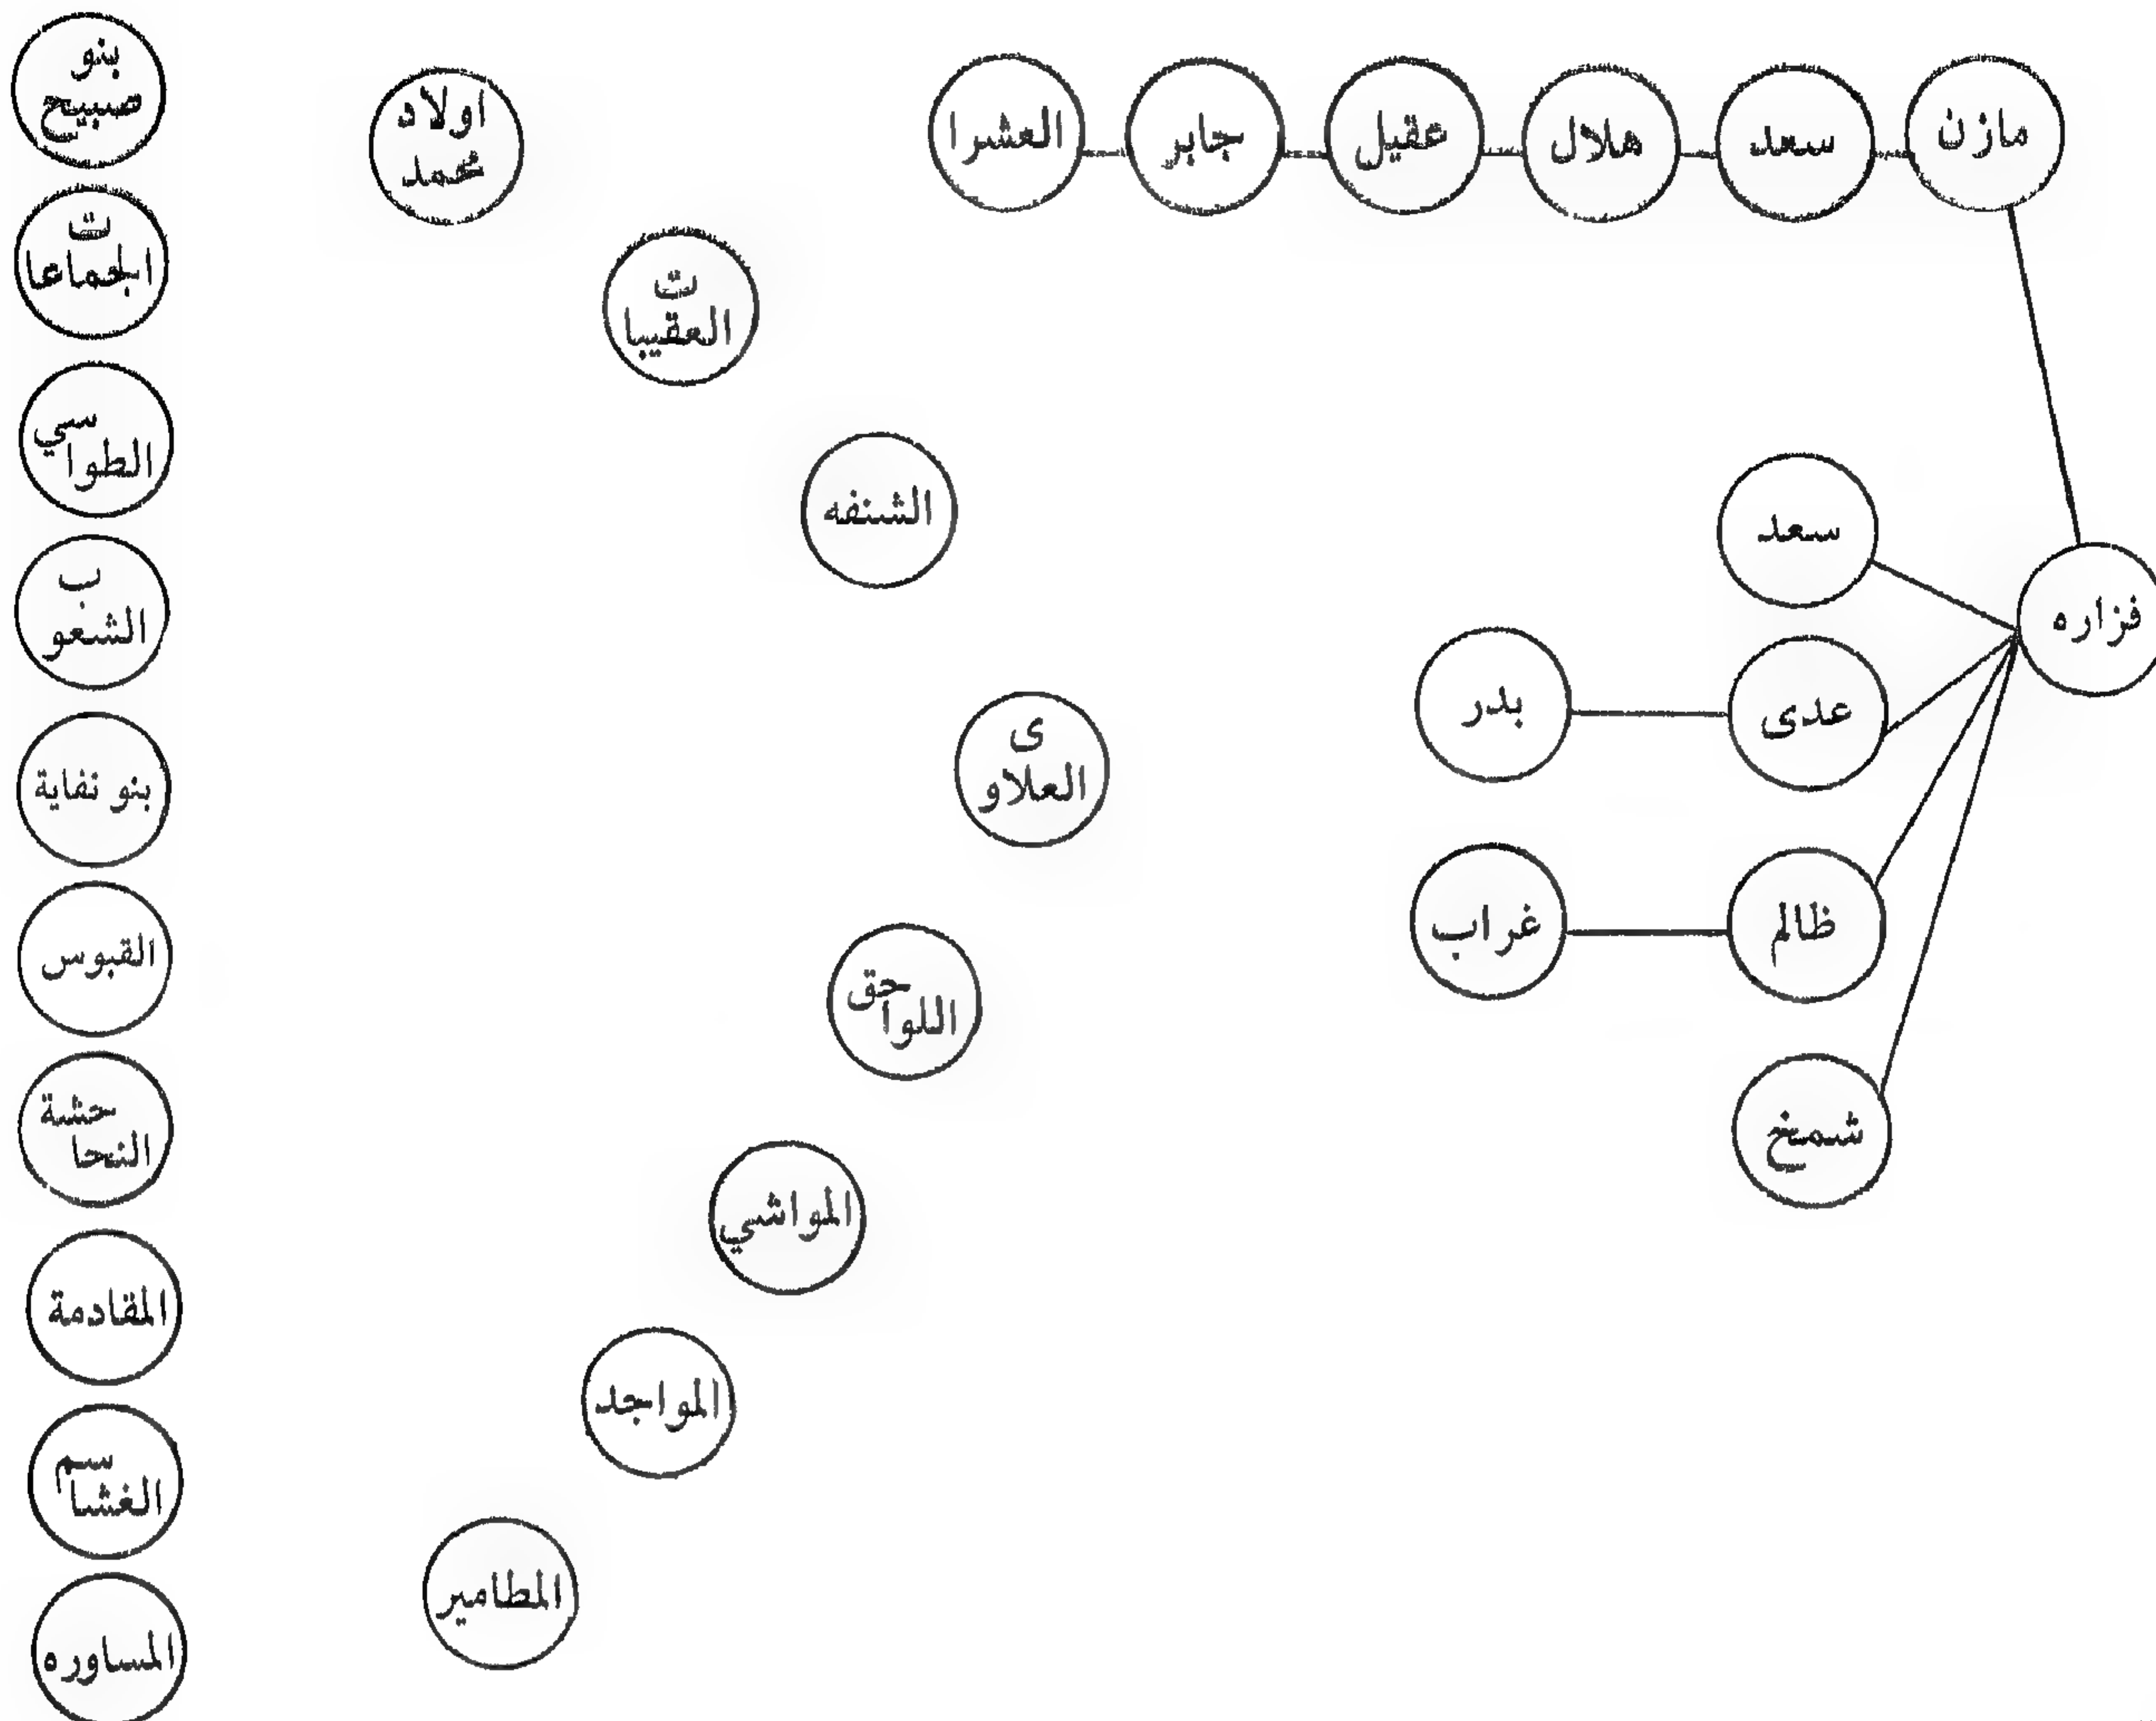 مازن
سعد
هلال
عقيل
جابر
العشرا
فزاره
سعد
عدى
بدر
ظالم
غراب
شمخ
اولاد
محمد
العقيبات
الشنفه
العلاوى
اللواحق
المواشي
المواجد
المطامير
بنو
صبيح
الجماعات
الطواسي
الشعوب
بنو نفاية
القبوس
النحاحشة
المقادمة
الغشاسم
المساوره